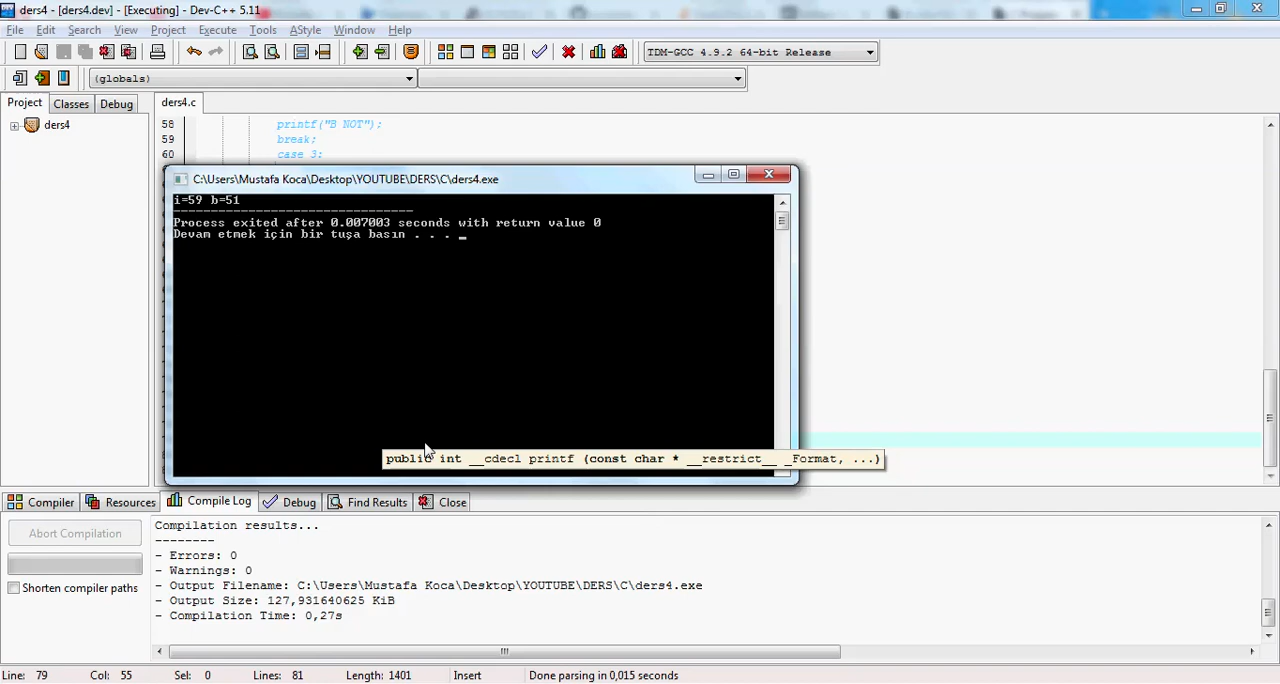 ders4 - [ders4.dev] - [Executing] - Dev-C++ 5.11
File Edit Search View Project Execute Tools AStyle Window Help
TDM-GCC 4.9.2 64-bit Release
(globals)
Project Classes Debug
ders4.c
ders4
58 printf("B NOT");
59 break;
60 case 3:
C:\Users\Mustafa Koca\Desktop\YOUTUBE\DERS\C\ders4.exe
i=59 b=51
--------------------------------
Process exited after 0.007003 seconds with return value 0
Devam etmek için bir tuşa basın . . . _
public int __cdecl printf (const char * __restrict__ _Format, ...)
Compiler Resources Compile Log Debug Find Results Close
Abort Compilation
Shorten compiler paths
Compilation results...
--------
- Errors: 0
- Warnings: 0
- Output Filename: C:\Users\Mustafa Koca\Desktop\YOUTUBE\DERS\C\ders4.exe
- Output Size: 127,931640625 KiB
- Compilation Time: 0,27s
Line: 79 Col: 55 Sel: 0 Lines: 81 Length: 1401 Insert Done parsing in 0,015 seconds